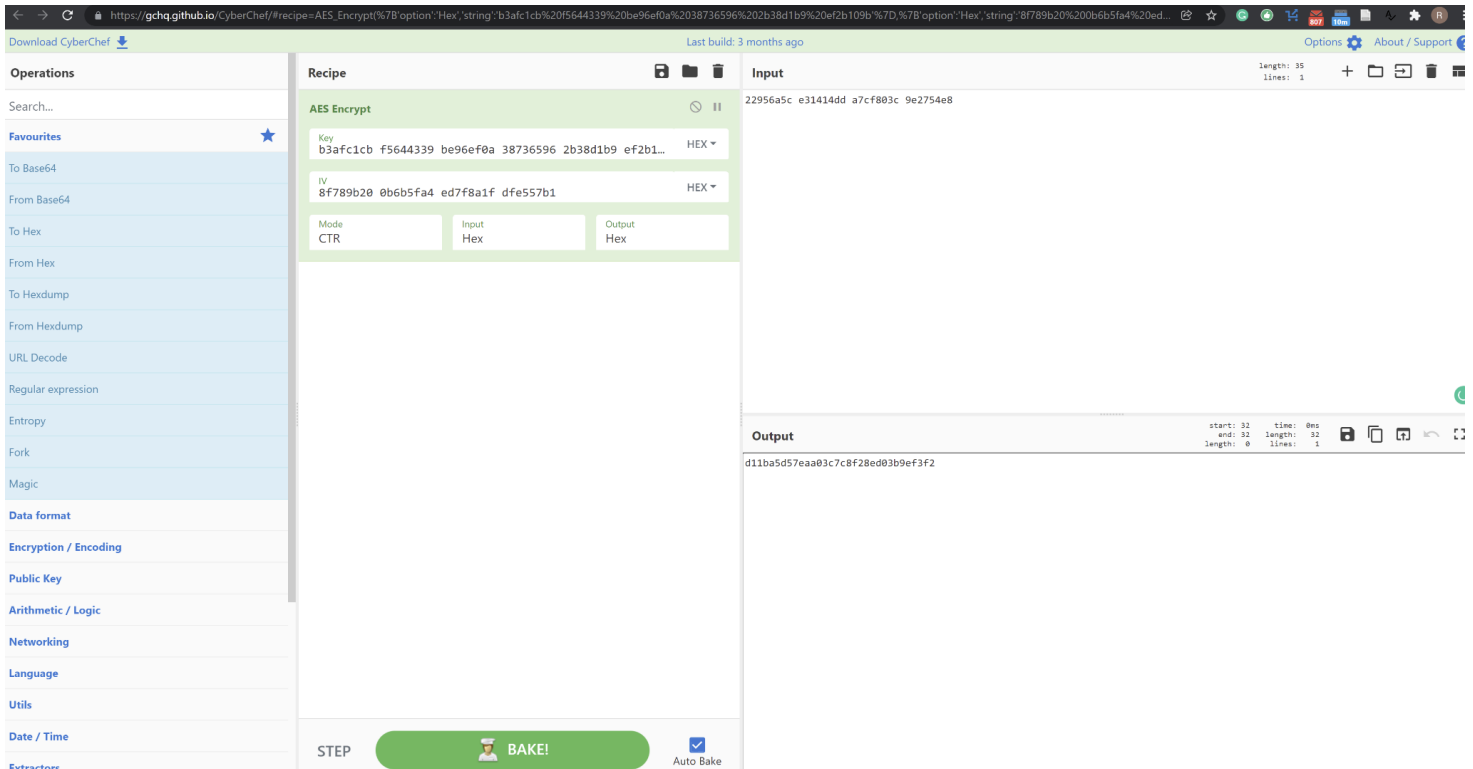 https://gchq.github.io/CyberChef/#recipe=AES_Encrypt(%7B'option':'Hex','string':'b3afc1cb%20f5644339%20be96ef0a%2038736596%202b38d1b9%20ef2b109b'%7D,%7B'option':'Hex','string':'8f789b20%200b6b5fa4%20ed...
807
10m
R
Download CyberChef
Last build: 3 months ago
Options
About / Support
Operations
Recipe
Input
length: 35
lines: 1
Search...
AES Encrypt
22956a5c e31414dd a7cf803c 9e2754e8
Favourites
Key
b3afc1cb f5644339 be96ef0a 38736596 2b38d1b9 ef2b1...
HEX
To Base64
IV
8f789b20 0b6b5fa4 ed7f8a1f dfe557b1
HEX
From Base64
To Hex
Mode
CTR
Input
Hex
Output
Hex
From Hex
To Hexdump
From Hexdump
URL Decode
Regular expression
Entropy
Fork
Magic
Output
start: 32
end: 32
length: 0
time: 0ms
length: 32
lines: 1
d11ba5d57eaa03c7c8f28ed03b9ef3f2
Data format
Encryption / Encoding
Public Key
Arithmetic / Logic
Networking
Language
Utils
Date / Time
Extractors
STEP
BAKE!
Auto Bake